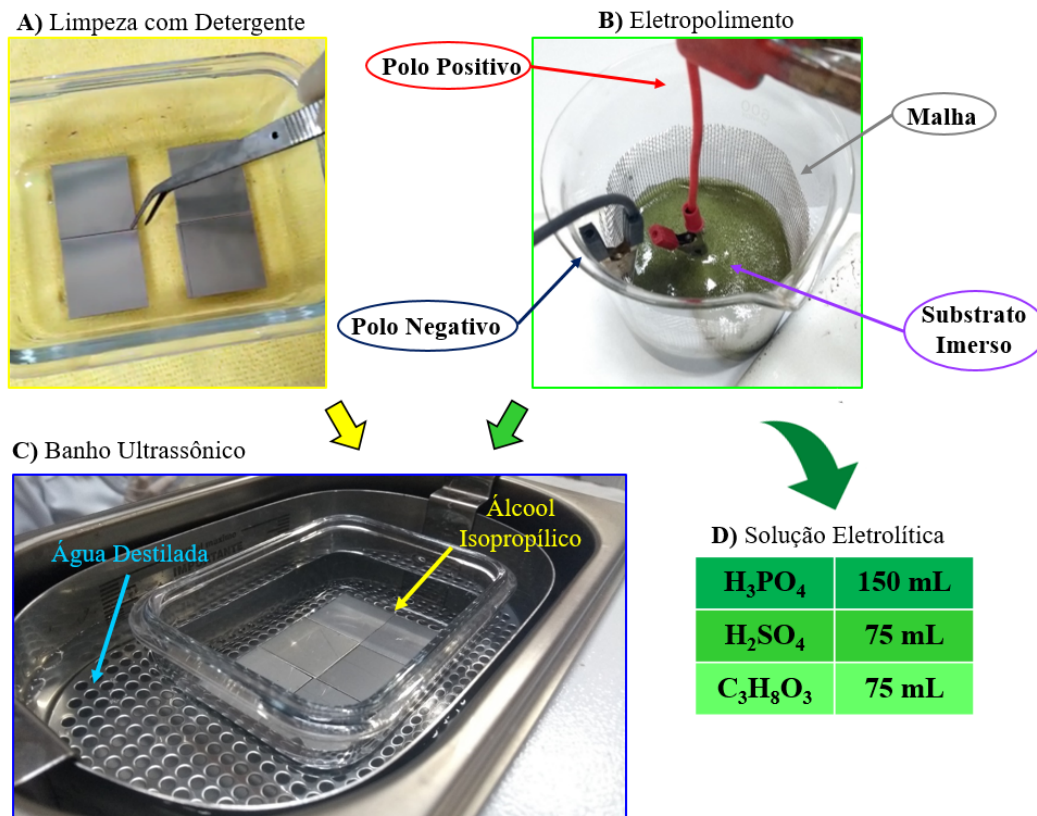 A) Limpeza com Detergente
B) Eletropolimento
Polo Positivo
Malha
Polo Negativo
Substrato
Imerso
C) Banho Ultrassônico
Álcool
Isopropílico
Água Destilada
D) Solução Eletrolítica
H₃PO₄ 150 mL
H₂SO₄ 75 mL
C₃H₈O₃ 75 mL